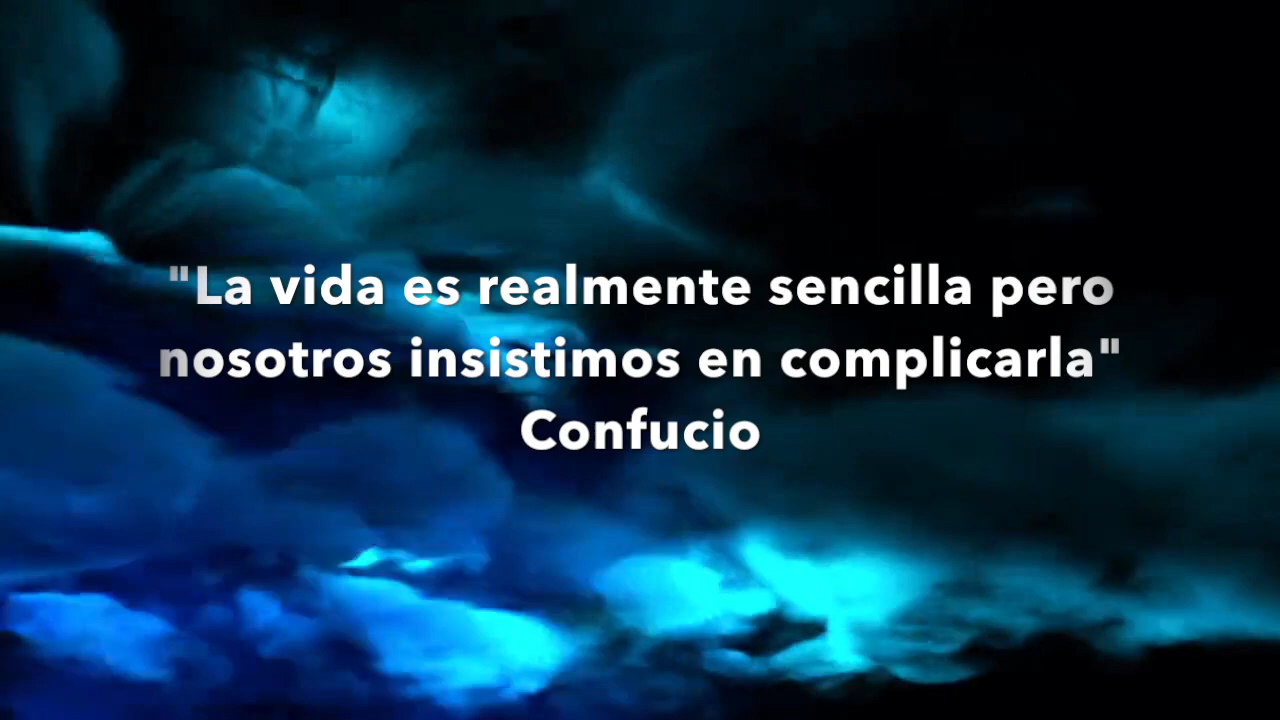 "La vida es realmente sencilla pero
nosotros insistimos en complicarla"
Confucio